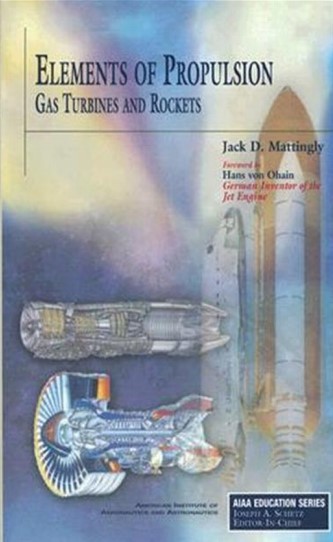 ELEMENTS OF PROPULSION
GAS TURBINES AND ROCKETS
Jack D. Mattingly
Foreword by
Hans von Ohain
German Inventor of the
Jet Engine
AMERICAN INSTITUTE OF
AERONAUTICS AND ASTRONAUTICS
AIAA EDUCATION SERIES
JOSEPH A. SCHETZ
EDITOR-IN-CHIEF